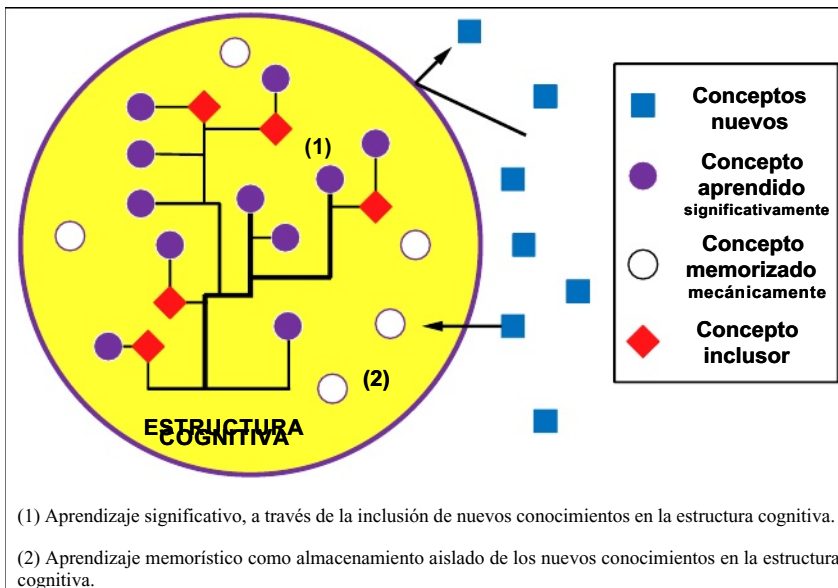 (1)
(2)
ESTRUCTURA
COGNITIVA
Conceptos
nuevos
Concepto
aprendido
significativamente
Concepto
memorizado
mecánicamente
Concepto
inclusor
(1) Aprendizaje significativo, a través de la inclusión de nuevos conocimientos en la estructura cognitiva.
(2) Aprendizaje memorístico como almacenamiento aislado de los nuevos conocimientos en la estructura
cognitiva.